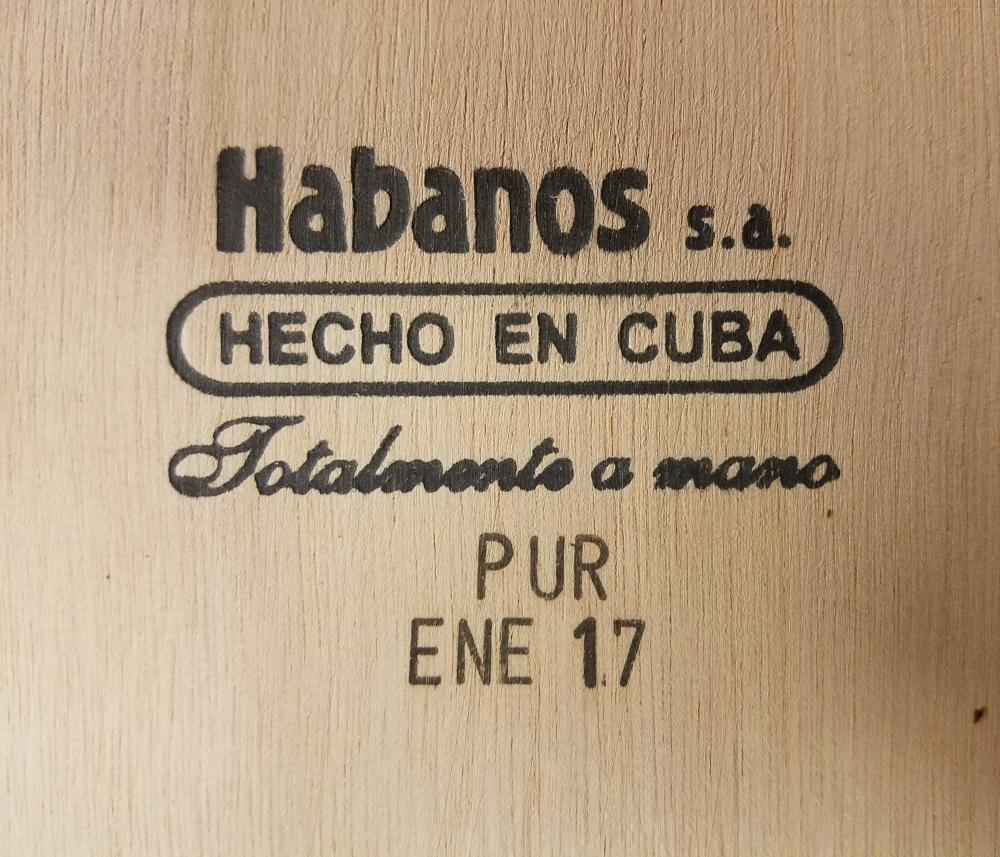 Habanos s.a.
HECHO EN CUBA
Totalmente a mano
PUR
ENE 17